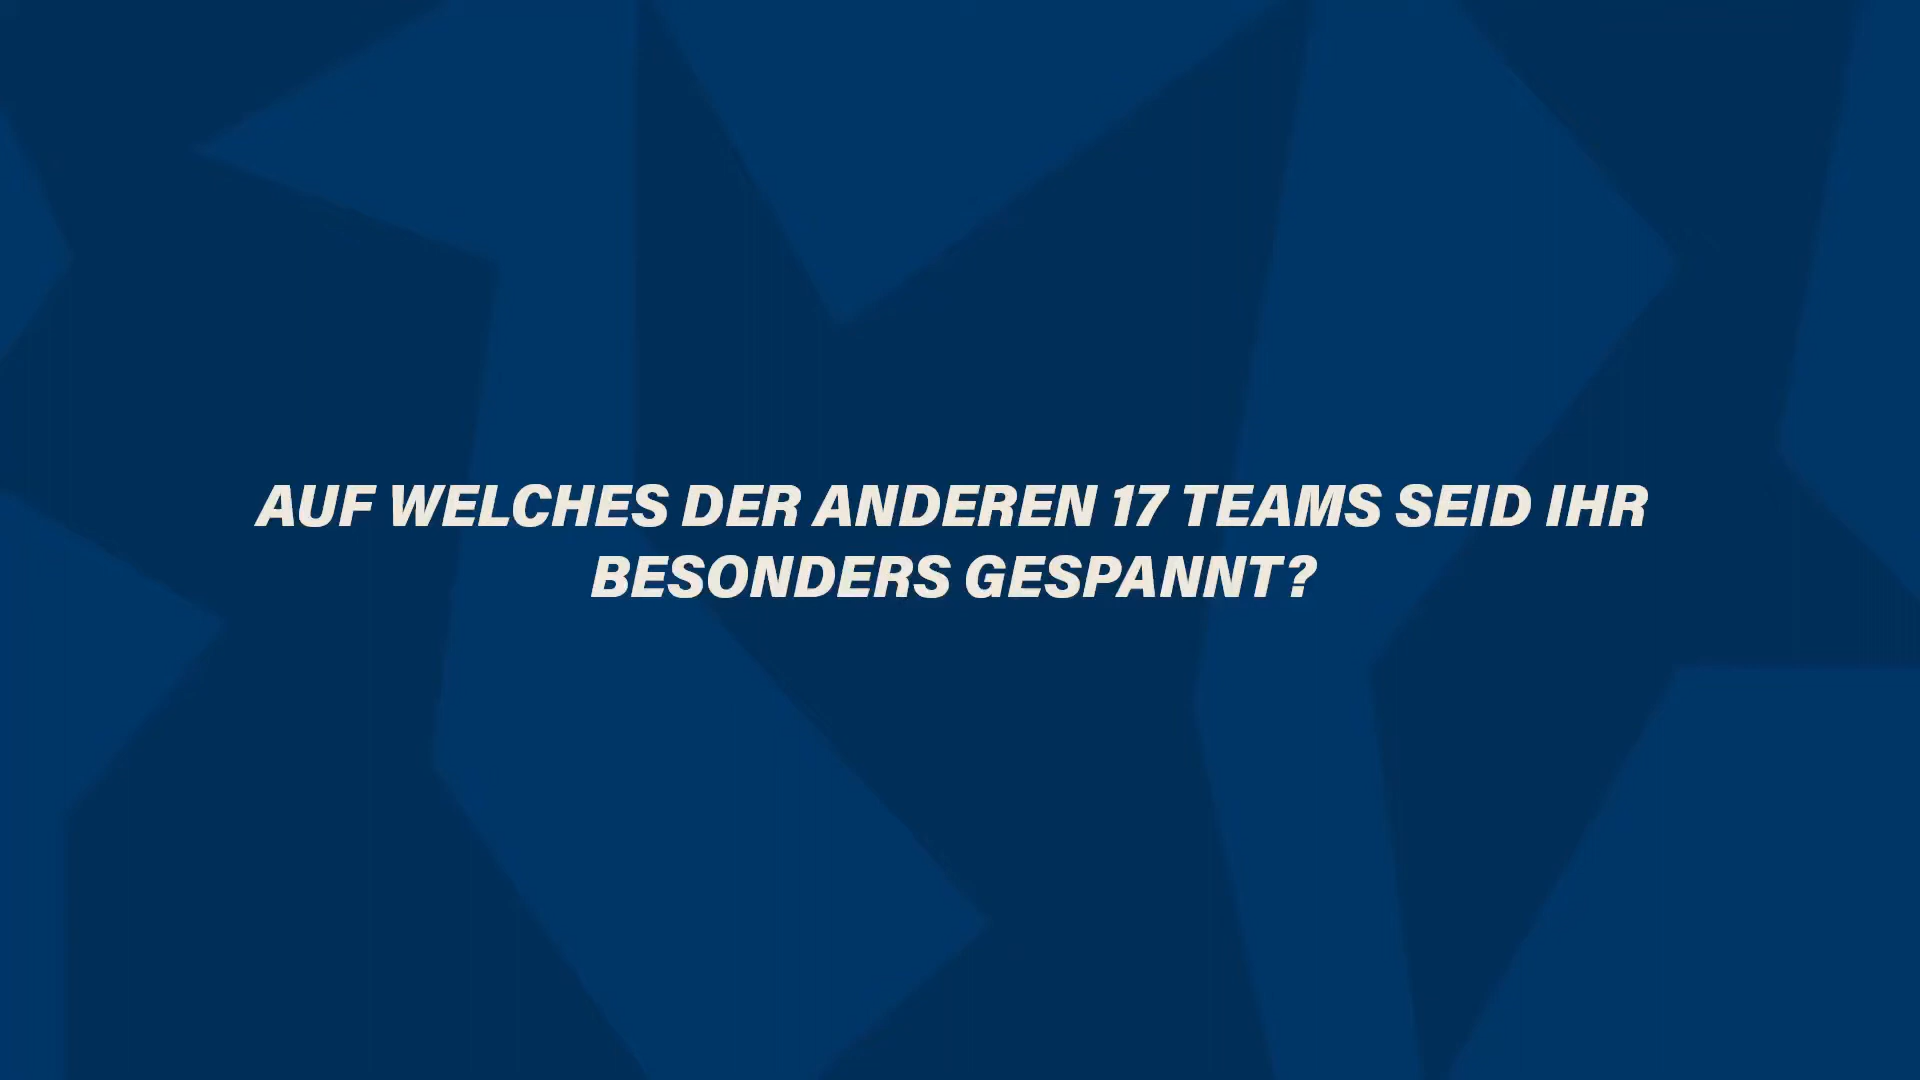 AUF WELCHES DER ANDEREN 17 TEAMS SEID IHR
BESONDERS GESPANNT?